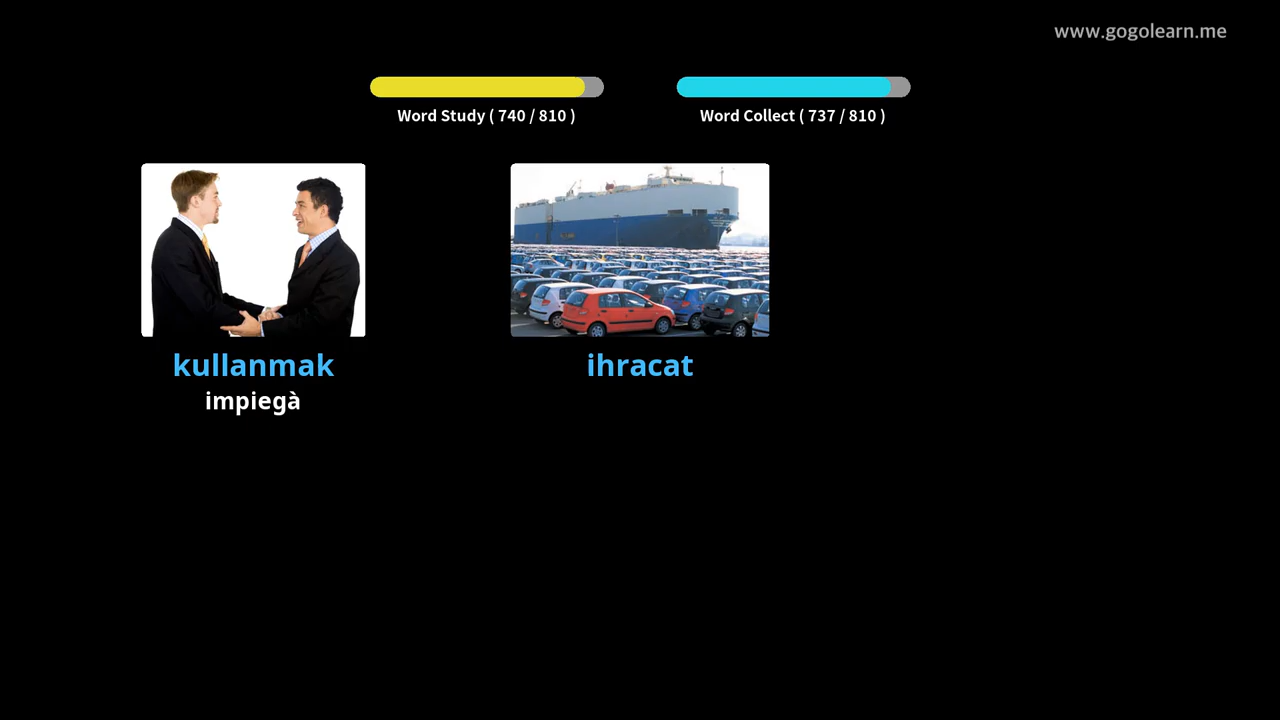 www.gogolearn.me
Word Study ( 740 / 810 )
Word Collect ( 737 / 810 )
kullanmak
impiegà
ihracat